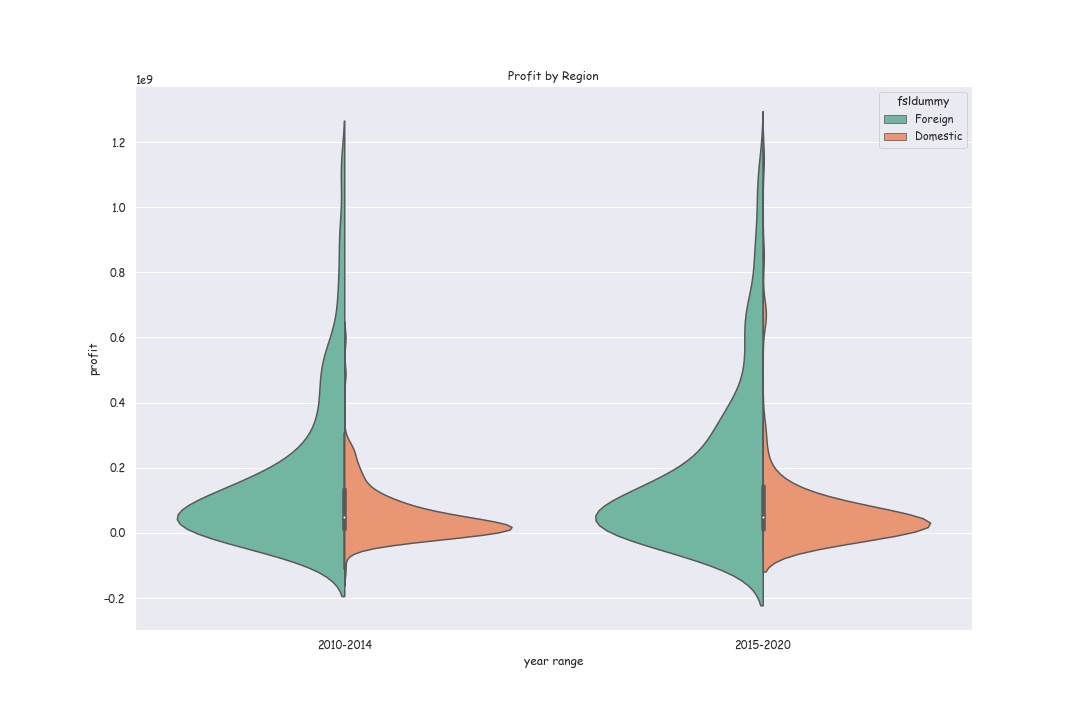 Profit by Region
1e9
fsldummy
Foreign
Domestic
1.2
1.0
0.8
0.6
0.4
0.2
0.0
-0.2
profit
2010-2014
2015-2020
year range